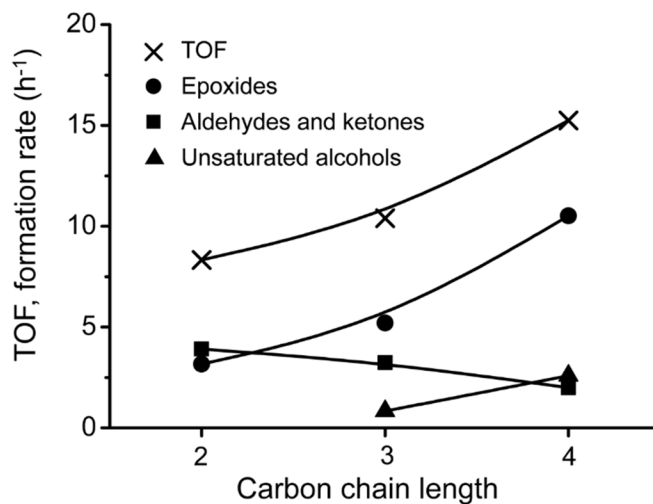 TOF, formation rate (h⁻¹)
20
15
10
5
0
TOF
Epoxides
Aldehydes and ketones
Unsaturated alcohols
2
3
4
Carbon chain length